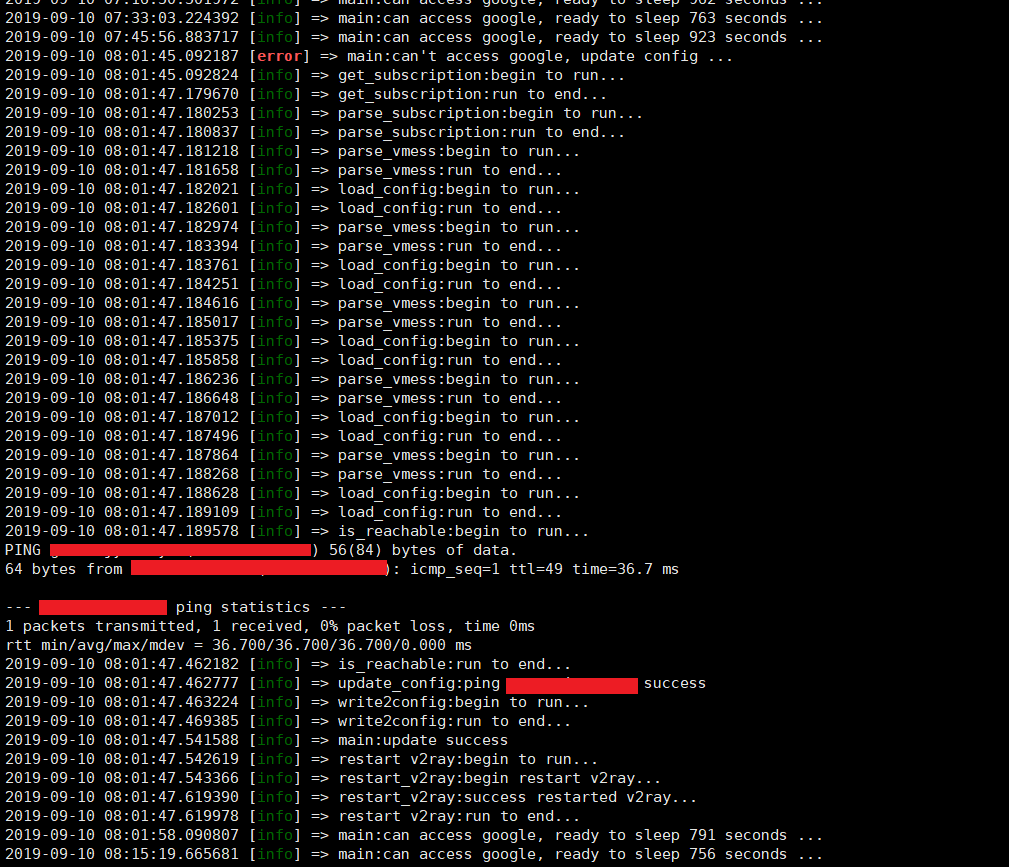 2019-09-10 07:33:03.224392 [info] => main:can access google, ready to sleep 763 seconds ...
2019-09-10 07:45:56.883717 [info] => main:can access google, ready to sleep 923 seconds ...
2019-09-10 08:01:45.092187 [error] => main:can't access google, update config ...
2019-09-10 08:01:45.092824 [info] => get_subscription:begin to run...
2019-09-10 08:01:47.179670 [info] => get_subscription:run to end...
2019-09-10 08:01:47.180253 [info] => parse_subscription:begin to run...
2019-09-10 08:01:47.180837 [info] => parse_subscription:run to end...
2019-09-10 08:01:47.181218 [info] => parse_vmess:begin to run...
2019-09-10 08:01:47.181658 [info] => parse_vmess:run to end...
2019-09-10 08:01:47.182021 [info] => load_config:begin to run...
2019-09-10 08:01:47.182601 [info] => load_config:run to end...
2019-09-10 08:01:47.182974 [info] => parse_vmess:begin to run...
2019-09-10 08:01:47.183394 [info] => parse_vmess:run to end...
2019-09-10 08:01:47.183761 [info] => load_config:begin to run...
2019-09-10 08:01:47.184251 [info] => load_config:run to end...
2019-09-10 08:01:47.184616 [info] => parse_vmess:begin to run...
2019-09-10 08:01:47.185017 [info] => parse_vmess:run to end...
2019-09-10 08:01:47.185375 [info] => load_config:begin to run...
2019-09-10 08:01:47.185858 [info] => load_config:run to end...
2019-09-10 08:01:47.186236 [info] => parse_vmess:begin to run...
2019-09-10 08:01:47.186648 [info] => parse_vmess:run to end...
2019-09-10 08:01:47.187012 [info] => load_config:begin to run...
2019-09-10 08:01:47.187496 [info] => load_config:run to end...
2019-09-10 08:01:47.187864 [info] => parse_vmess:begin to run...
2019-09-10 08:01:47.188268 [info] => parse_vmess:run to end...
2019-09-10 08:01:47.188628 [info] => load_config:begin to run...
2019-09-10 08:01:47.189109 [info] => load_config:run to end...
2019-09-10 08:01:47.189578 [info] => is_reachable:begin to run...
PING ) 56(84) bytes of data.
64 bytes from ): icmp_seq=1 ttl=49 time=36.7 ms
--- ping statistics ---
1 packets transmitted, 1 received, 0% packet loss, time 0ms
rtt min/avg/max/mdev = 36.700/36.700/36.700/0.000 ms
2019-09-10 08:01:47.462182 [info] => is_reachable:run to end...
2019-09-10 08:01:47.462777 [info] => update_config:ping success
2019-09-10 08:01:47.463224 [info] => write2config:begin to run...
2019-09-10 08:01:47.469385 [info] => write2config:run to end...
2019-09-10 08:01:47.541588 [info] => main:update success
2019-09-10 08:01:47.542619 [info] => restart v2ray:begin to run...
2019-09-10 08:01:47.543366 [info] => restart_v2ray:begin restart v2ray...
2019-09-10 08:01:47.619390 [info] => restart_v2ray:success restarted v2ray...
2019-09-10 08:01:47.619978 [info] => restart v2ray:run to end...
2019-09-10 08:01:58.090807 [info] => main:can access google, ready to sleep 791 seconds ...
2019-09-10 08:15:19.665681 [info] => main:can access google, ready to sleep 756 seconds ...